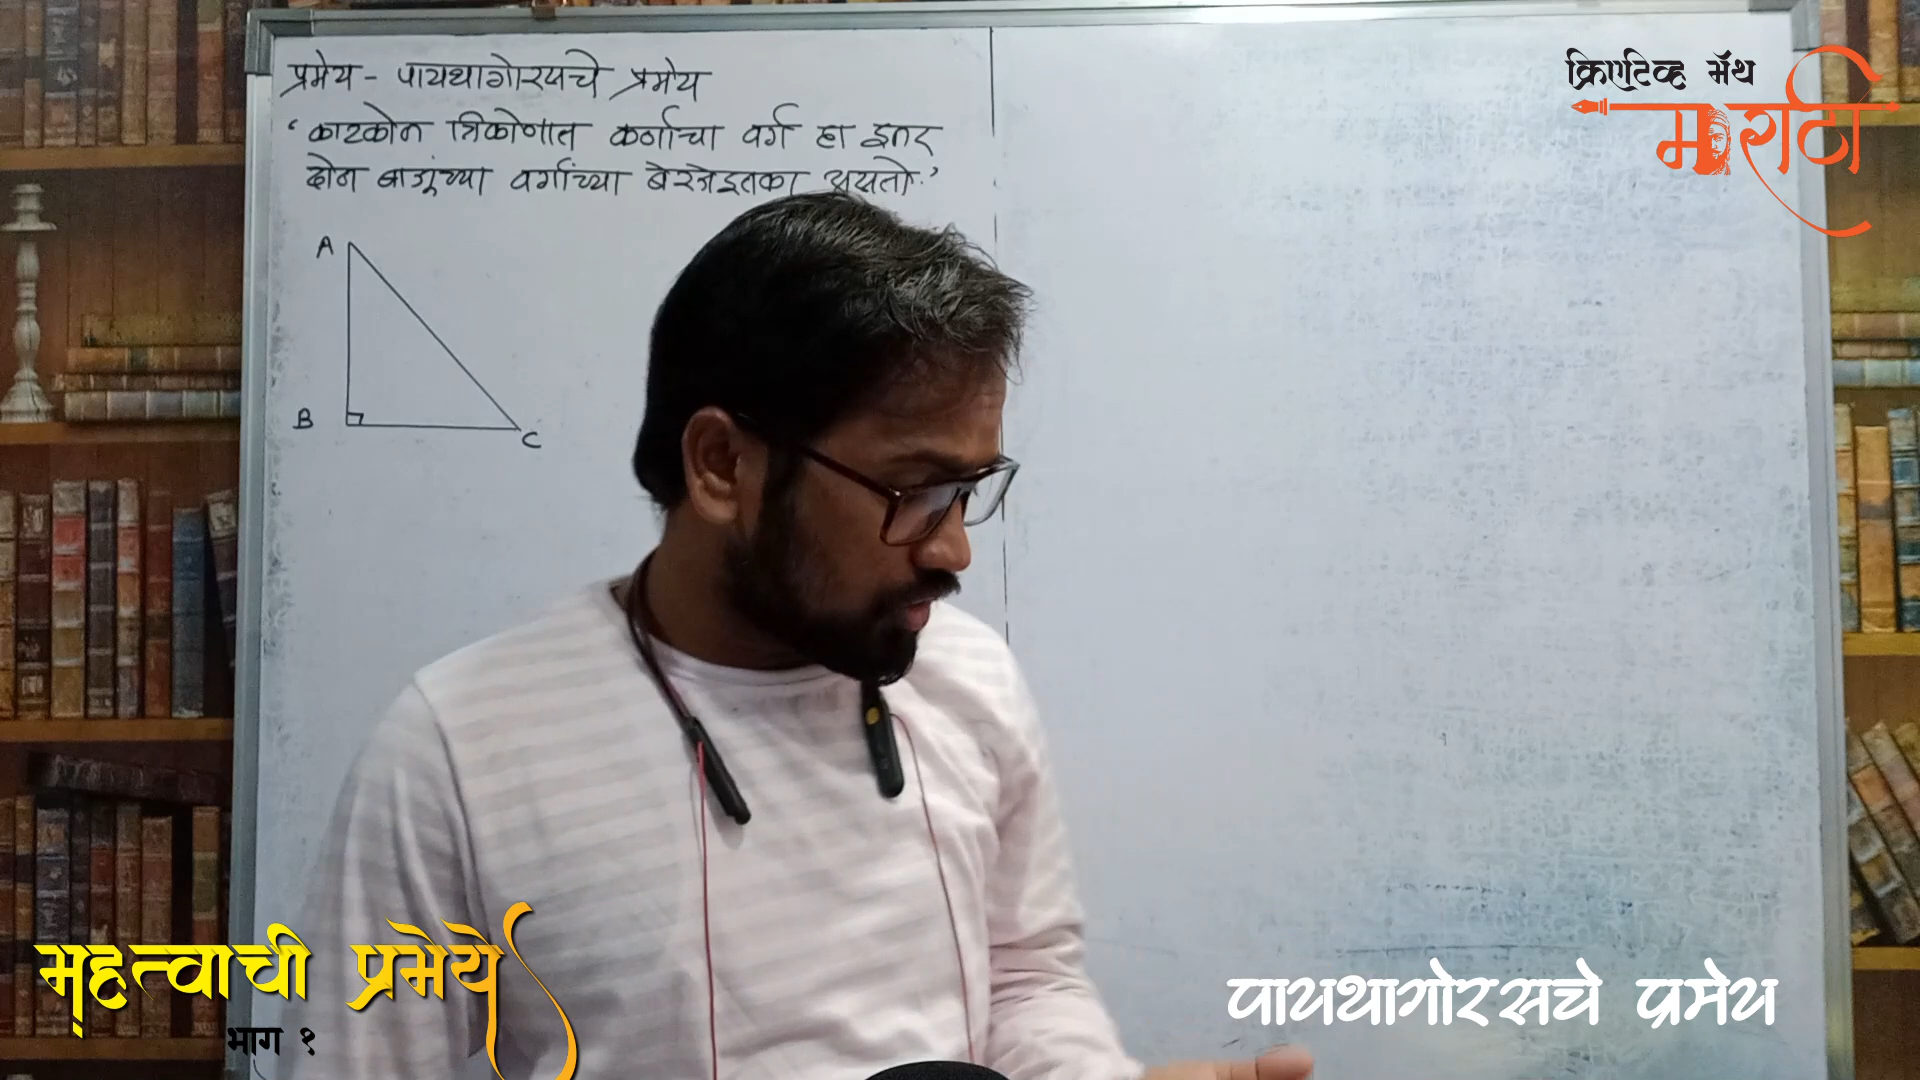 प्रमेय - पायथागोरसचे प्रमेय
‘काटकोन त्रिकोणात कर्णाचा वर्ग हा इतर
दोन बाजूंच्या वर्गांच्या बेरजेइतका असतो.’
A
B
C
क्रिएटिव्ह मॅथ
मराठी
महत्वाची प्रमेये
भाग १
पायथागोरसचे प्रमेय